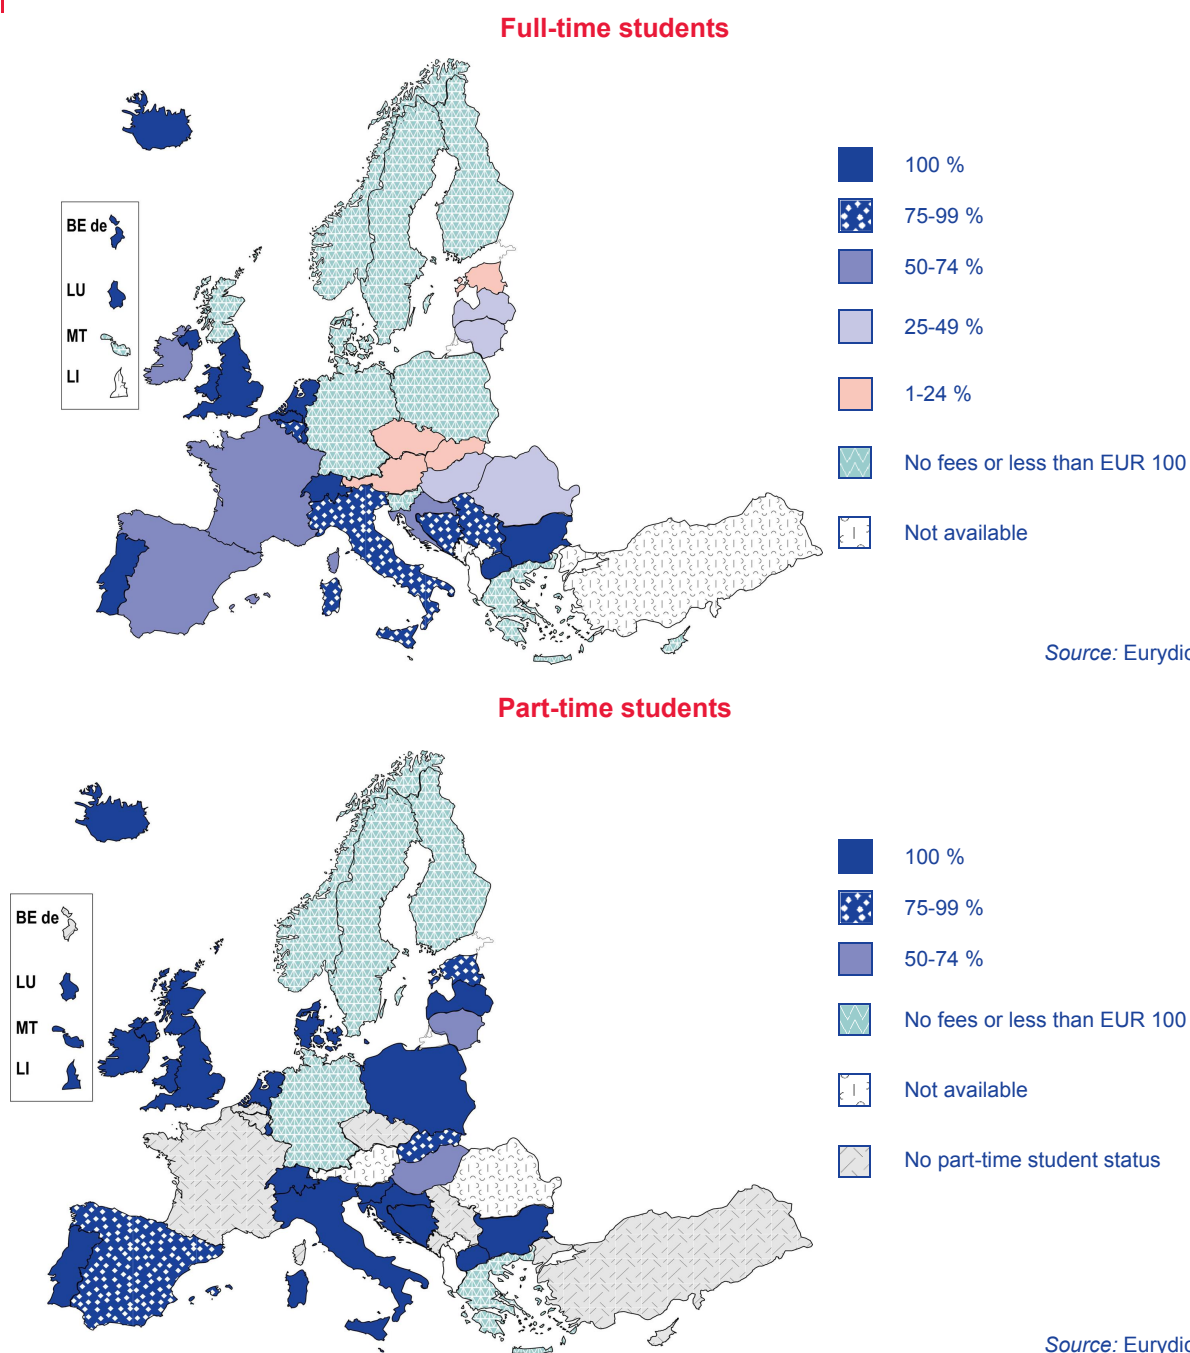 Full-time students
BE de
LU
MT
LI
100 %
75-99 %
50-74 %
25-49 %
1-24 %
No fees or less than EUR 100
Not available
Source: Eurydic
Part-time students
BE de
LU
MT
LI
100 %
75-99 %
50-74 %
No fees or less than EUR 100
Not available
No part-time student status
Source: Eurydic